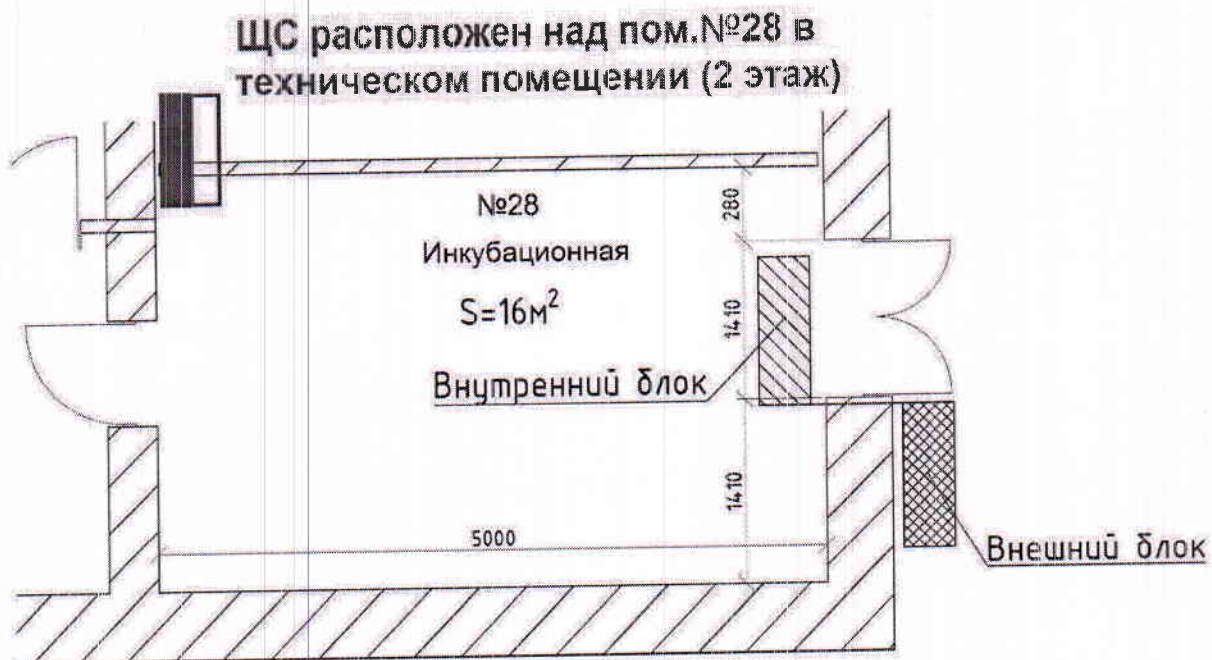 ЩС расположен над пом.№28 в
техническом помещении (2 этаж)
№28
Инкубационная
S=16м²
Внутренний блок
280
1410
1410
5000
Внешний блок